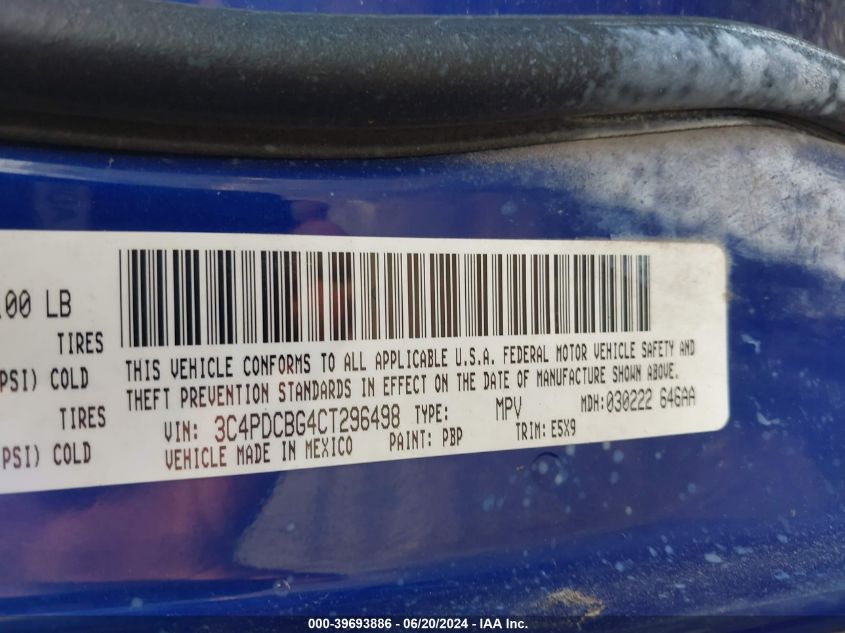 100 LB
TIRES
PSI) COLD
TIRES
PSI) COLD
THIS VEHICLE CONFORMS TO ALL APPLICABLE U.S.A. FEDERAL MOTOR VEHICLE SAFETY AND
THEFT PREVENTION STANDARDS IN EFFECT ON THE DATE OF MANUFACTURE SHOWN ABOVE.
VIN: 3C4PDCBG4CT296498 TYPE: MPV MDH: 030222 646AA
VEHICLE MADE IN MEXICO PAINT: PBP TRIM: E5X9
000-39693886 - 06/20/2024 - IAA Inc.